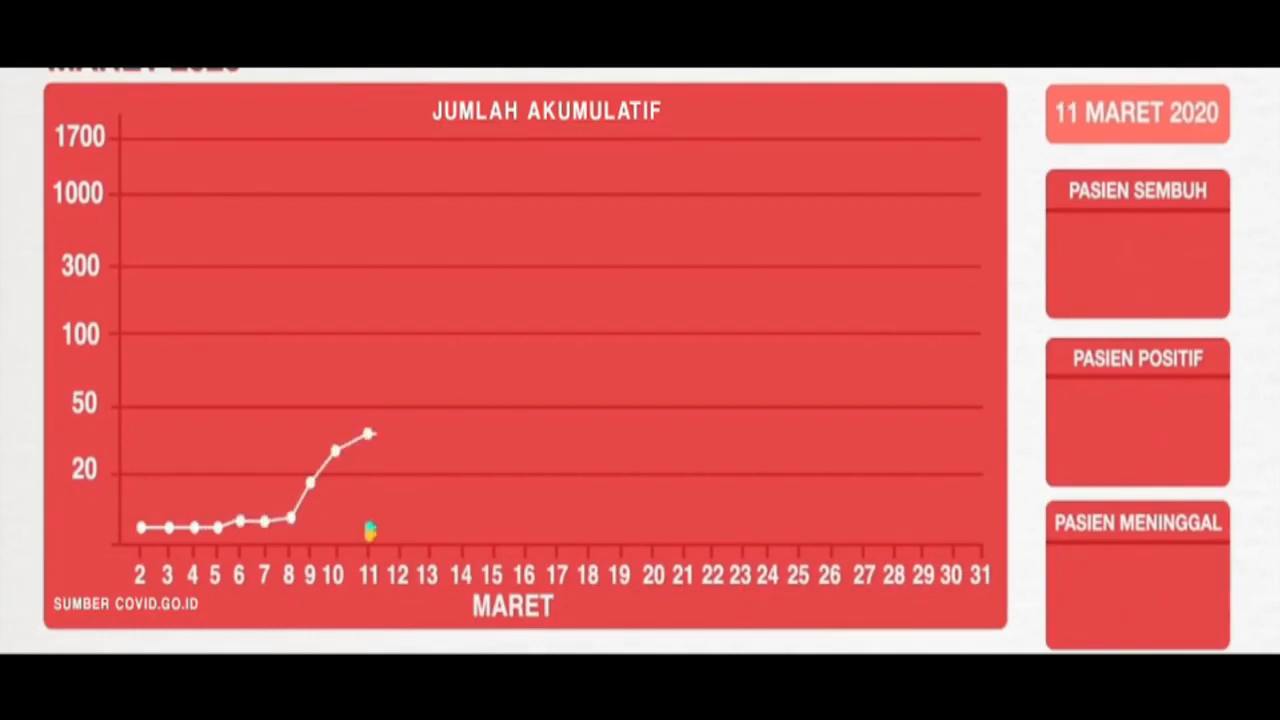 JUMLAH AKUMULATIF
1700
1000
300
100
50
20
2 3 4 5 6 7 8 9 10 11 12 13 14 15 16 17 18 19 20 21 22 23 24 25 26 27 28 29 30 31
MARET
SUMBER COVID.GO.ID
11 MARET 2020
PASIEN SEMBUH
PASIEN POSITIF
PASIEN MENINGGAL